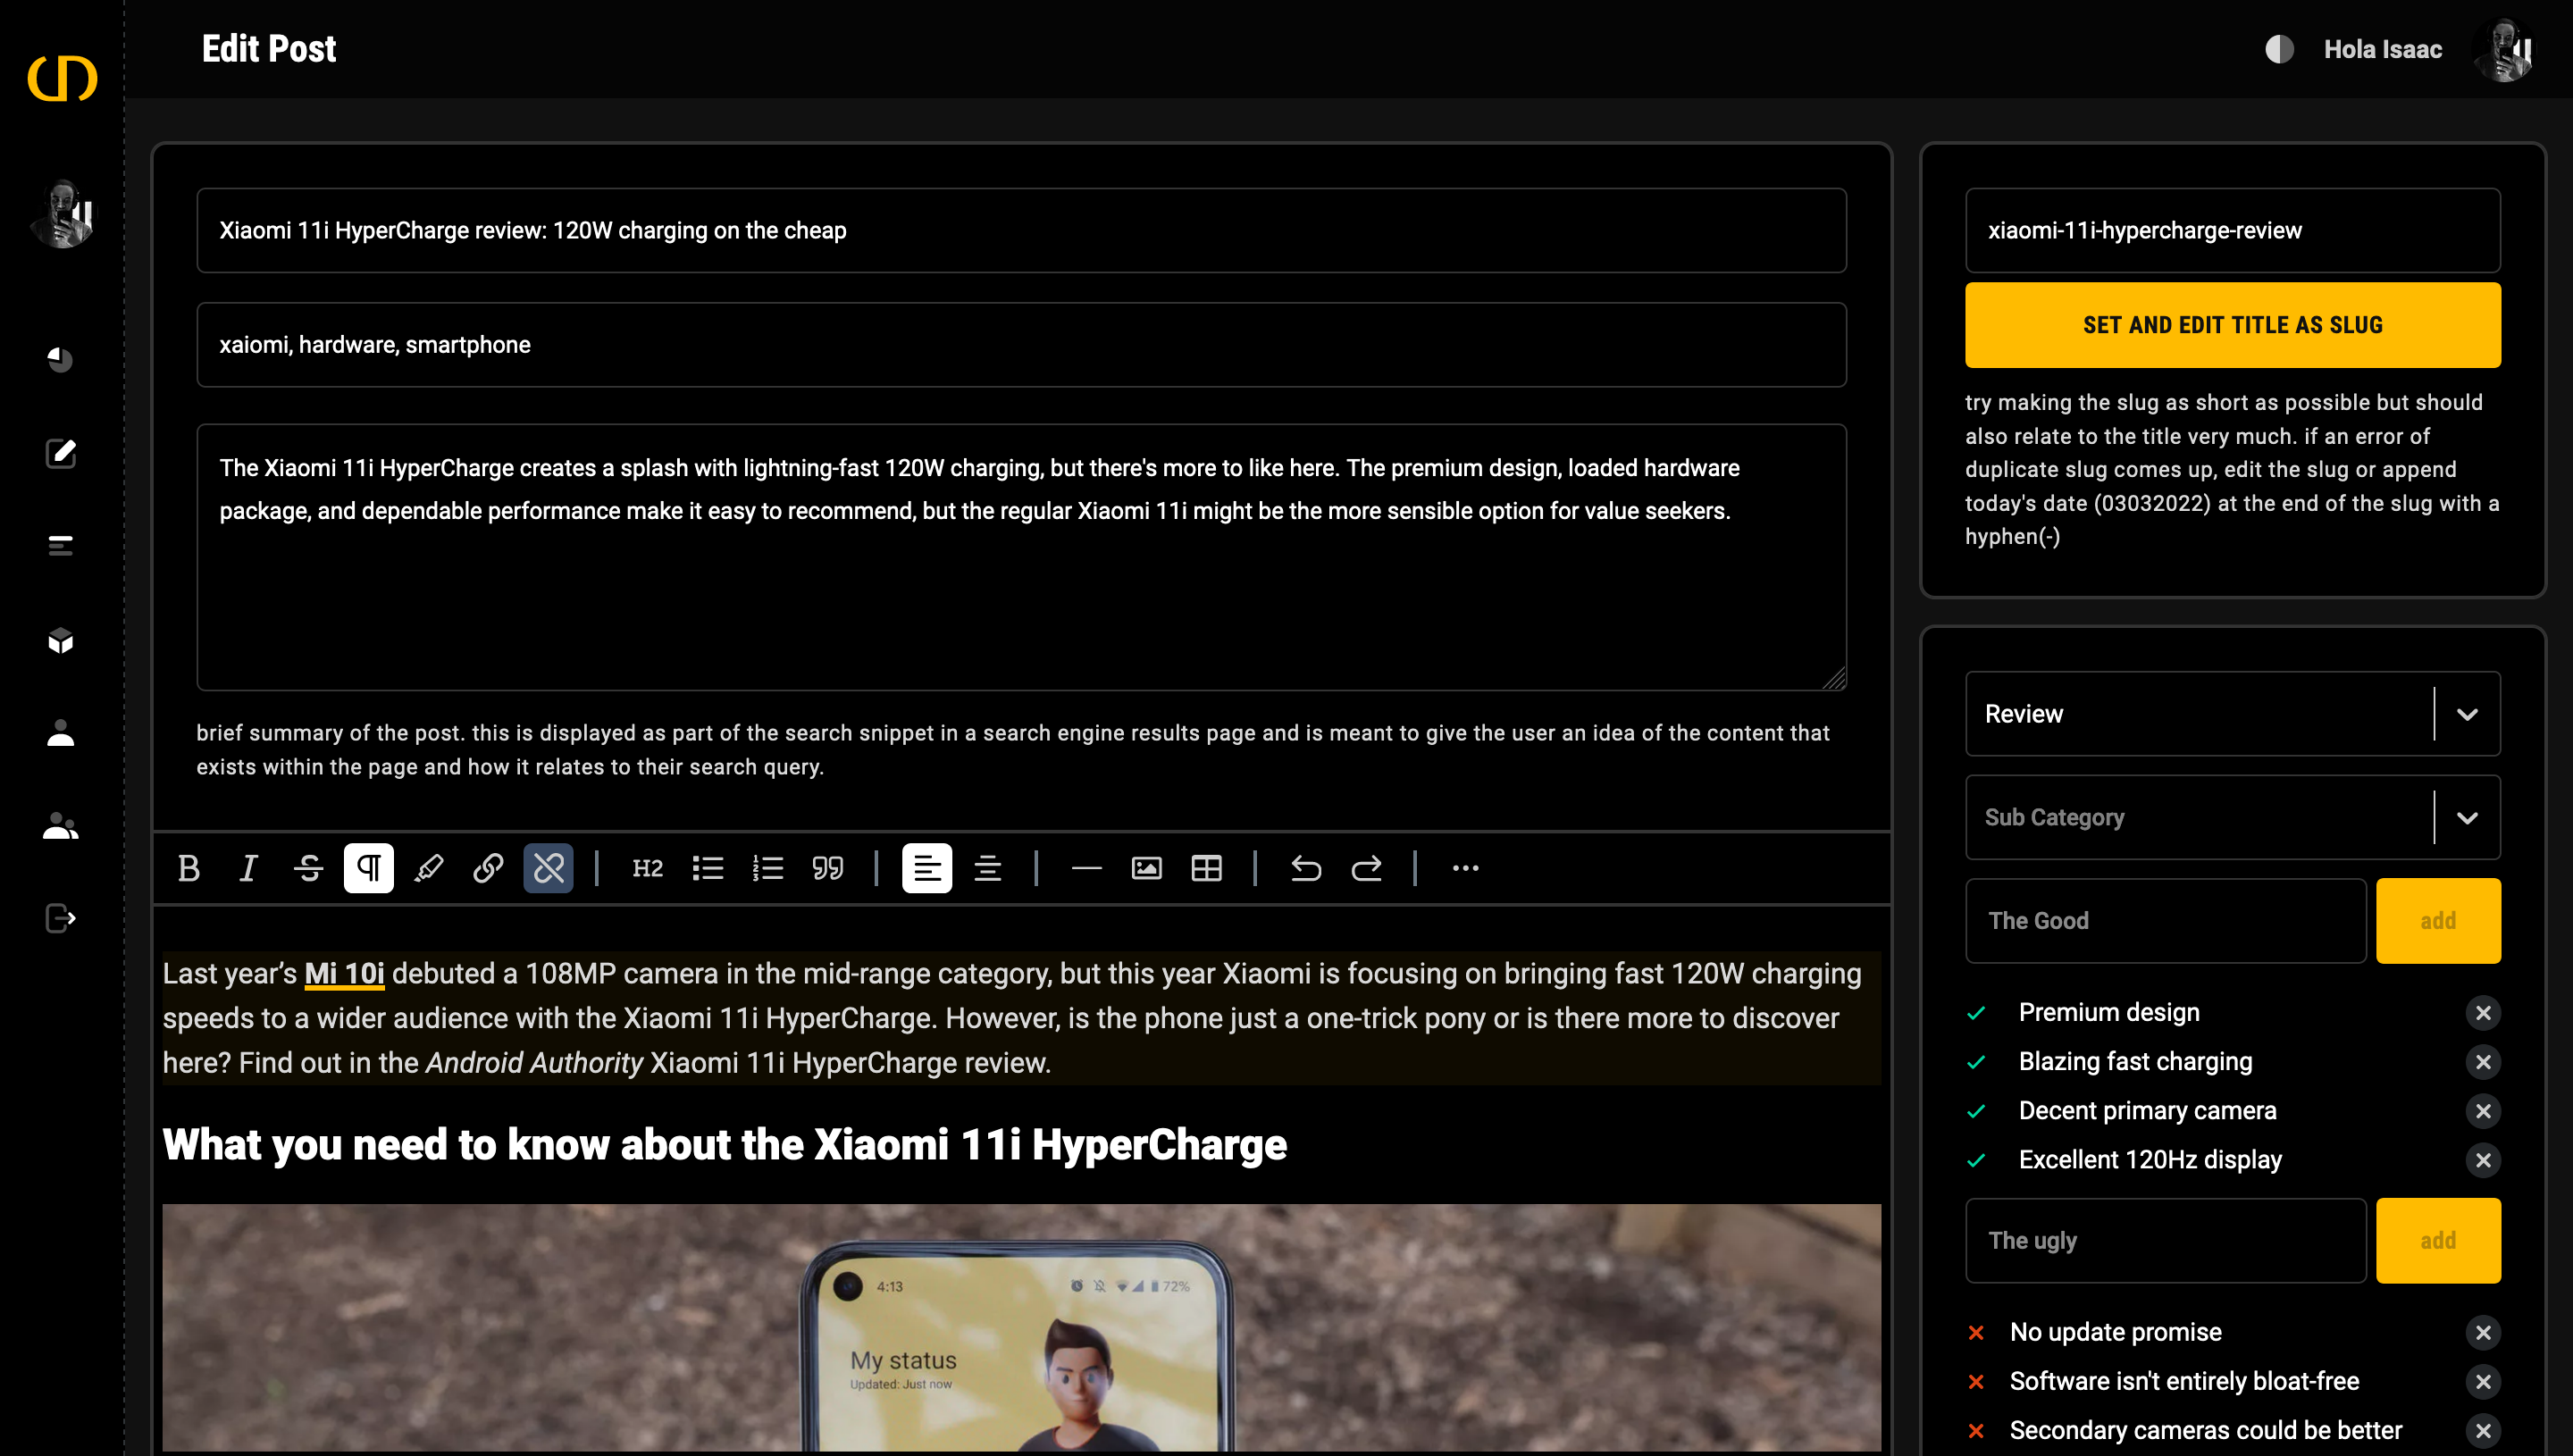 Edit Post
Hola Isaac
Xiaomi 11i HyperCharge review: 120W charging on the cheap
xaiomi, hardware, smartphone
The Xiaomi 11i HyperCharge creates a splash with lightning-fast 120W charging, but there's more to like here. The premium design, loaded hardware
package, and dependable performance make it easy to recommend, but the regular Xiaomi 11i might be the more sensible option for value seekers.
brief summary of the post. this is displayed as part of the search snippet in a search engine results page and is meant to give the user an idea of the content that
exists within the page and how it relates to their search query.
B I S H2
Last year’s Mi 10i debuted a 108MP camera in the mid-range category, but this year Xiaomi is focusing on bringing fast 120W charging
speeds to a wider audience with the Xiaomi 11i HyperCharge. However, is the phone just a one-trick pony or is there more to discover
here? Find out in the Android Authority Xiaomi 11i HyperCharge review.
What you need to know about the Xiaomi 11i HyperCharge
4:13
72%
My status
Updated: Just now
xiaomi-11i-hypercharge-review
SET AND EDIT TITLE AS SLUG
try making the slug as short as possible but should
also relate to the title very much. if an error of
duplicate slug comes up, edit the slug or append
today's date (03032022) at the end of the slug with a
hyphen(-)
Review
Sub Category
The Good
add
Premium design
Blazing fast charging
Decent primary camera
Excellent 120Hz display
The ugly
add
No update promise
Software isn't entirely bloat-free
Secondary cameras could be better